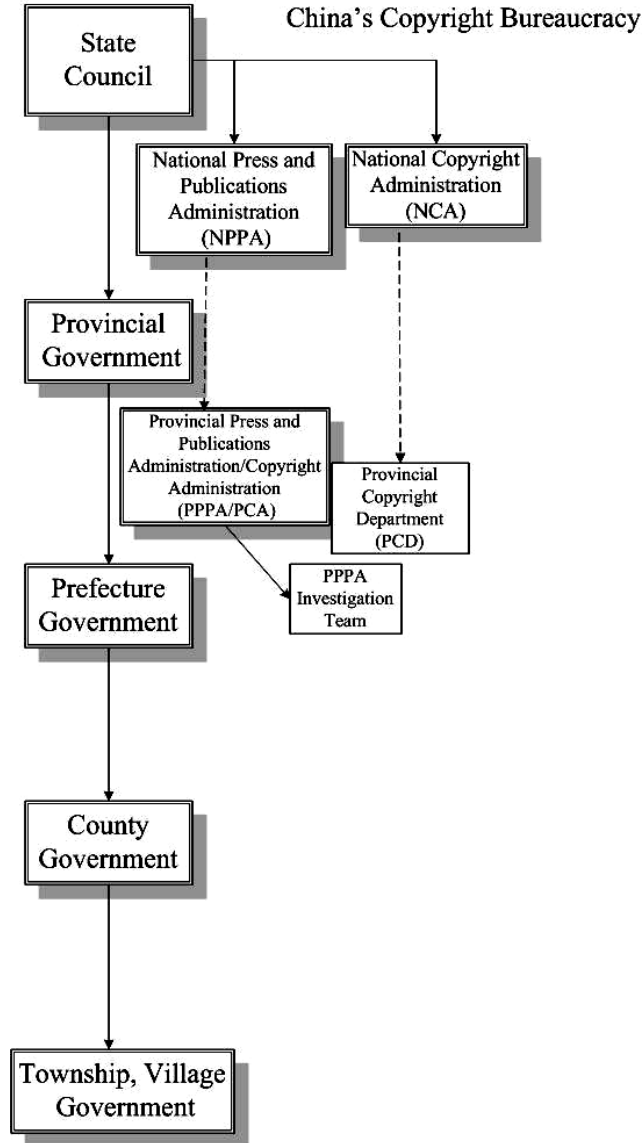 China's Copyright Bureaucracy
State
Council
National Press and
Publications
Administration
(NPPA)
National Copyright
Administration
(NCA)
Provincial
Government
Provincial Press and
Publications
Administration/Copyright
Administration
(PPPA/PCA)
Provincial
Copyright
Department
(PCD)
PPPA
Investigation
Team
Prefecture
Government
County
Government
Township, Village
Government